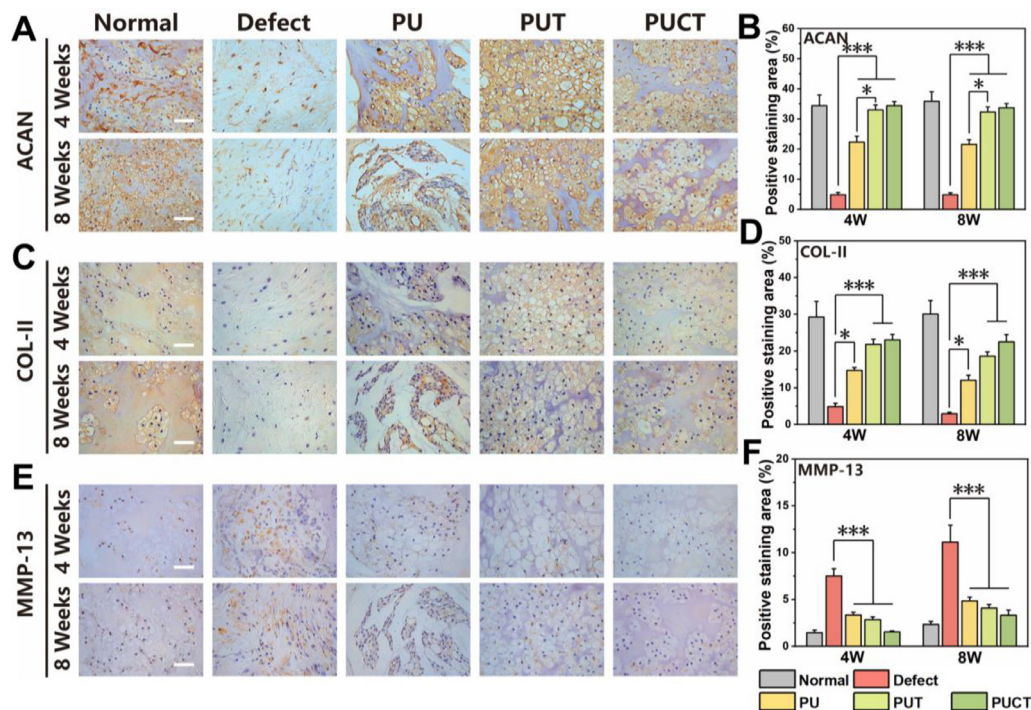 A
Normal
Defect
PU
PUT
PUCT
ACAN
4 Weeks
8 Weeks
B
ACAN
Positive staining area (%)
60
50
40
30
20
10
0
***
*
***
*
4W
8W
C
COL-II
4 Weeks
8 Weeks
D
COL-II
Positive staining area (%)
50
40
30
20
10
0
***
*
***
*
4W
8W
E
MMP-13
4 Weeks
8 Weeks
F
MMP-13
Positive staining area (%)
20
15
10
5
0
***
***
4W
8W
Normal
Defect
PU
PUT
PUCT